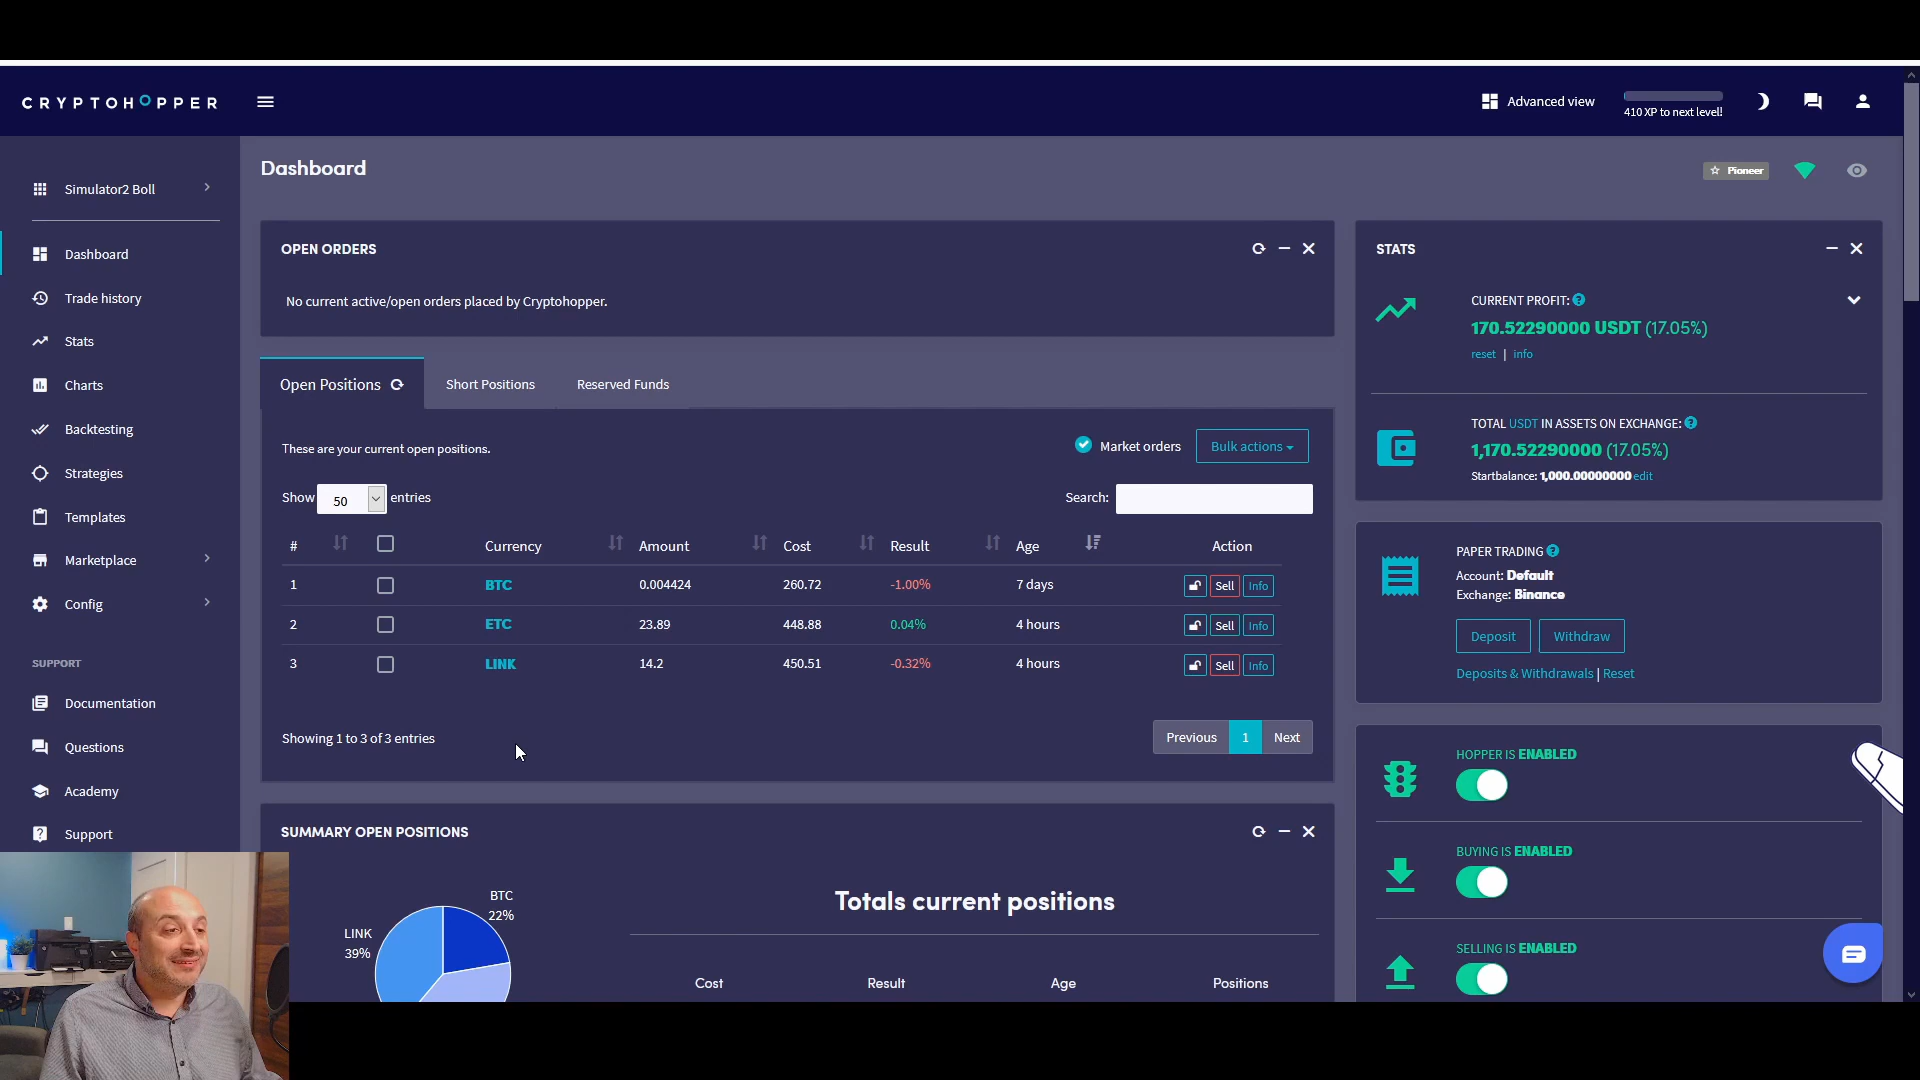 CRYPTOHOPPER
Advanced view
410 XP to next level!
Simulator2 Boll
Dashboard
Trade history
Stats
Charts
Backtesting
Strategies
Templates
Marketplace
Config
SUPPORT
Documentation
Questions
Academy
Support
Dashboard
Pioneer
OPEN ORDERS
No current active/open orders placed by Cryptohopper.
Open Positions
Short Positions
Reserved Funds
These are your current open positions.
Market orders
Bulk actions
Show 50 entries
Search:
# Currency Amount Cost Result Age Action
1 BTC 0.004424 260.72 -1.00% 7 days Sell Info
2 ETC 23.89 448.88 0.04% 4 hours Sell Info
3 LINK 14.2 450.51 -0.32% 4 hours Sell Info
Showing 1 to 3 of 3 entries
Previous 1 Next
SUMMARY OPEN POSITIONS
BTC
22%
LINK
39%
Totals current positions
Cost Result Age Positions
STATS
CURRENT PROFIT:
170.52290000 USDT (17.05%)
reset | info
TOTAL USDT IN ASSETS ON EXCHANGE:
1,170.52290000 (17.05%)
Startbalance: 1,000.00000000 edit
PAPER TRADING
Account: Default
Exchange: Binance
Deposit
Withdraw
Deposits & Withdrawals | Reset
HOPPER IS ENABLED
BUYING IS ENABLED
SELLING IS ENABLED